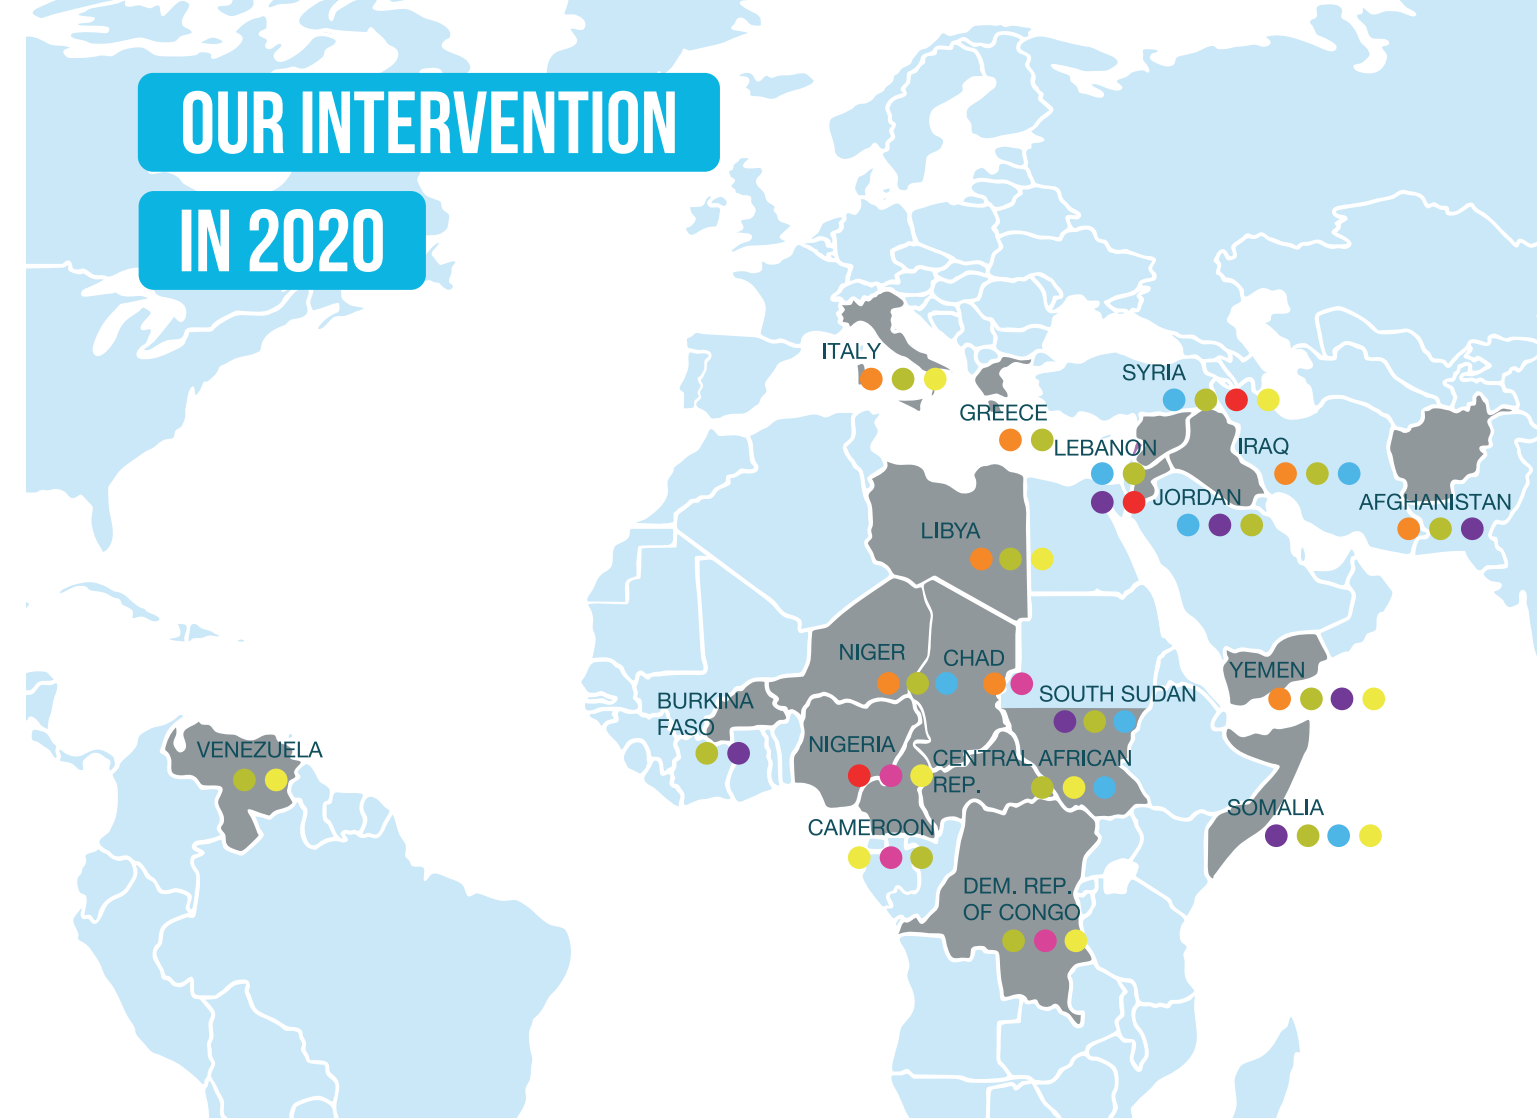 OUR INTERVENTION
IN 2020
ITALY
SYRIA
GREECE
LEBANON
IRAQ
JORDAN
AFGHANISTAN
LIBYA
NIGER
CHAD
YEMEN
SOUTH SUDAN
BURKINA
FASO
VENEZUELA
NIGERIA
CENTRAL AFRICAN
REP.
SOMALIA
CAMEROON
DEM. REP.
OF CONGO